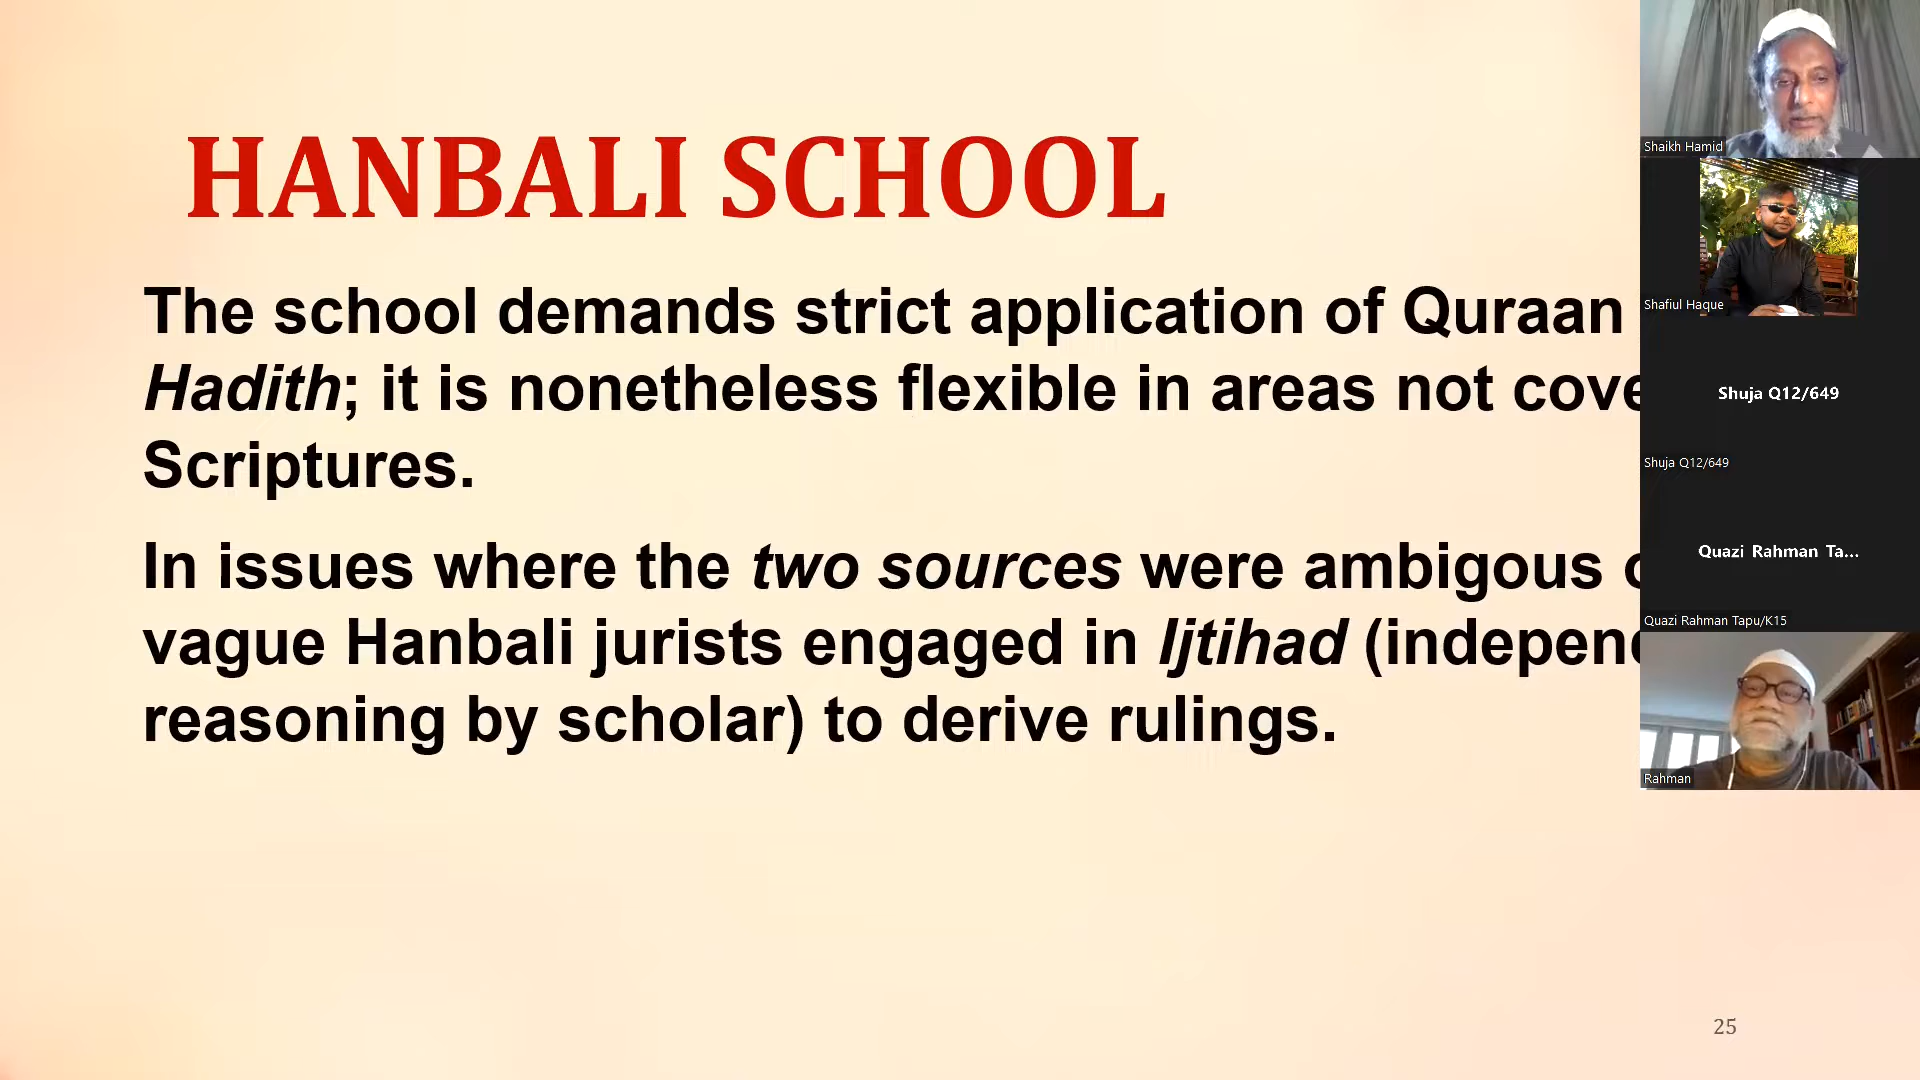 HANBALI SCHOOL
The school demands strict application of Quraan
Hadith; it is nonetheless flexible in areas not
Scriptures.
In issues where the two sources were ambigous
vague Hanbali jurists engaged in Ijtihad
reasoning by scholar) to derive rulings.
25
Shaikh Hamid
Shafiul Haque
Shuja Q12/649
Shuja Q12/649
Quazi Rahman Ta...
Quazi Rahman Tapu/K15
Rahman